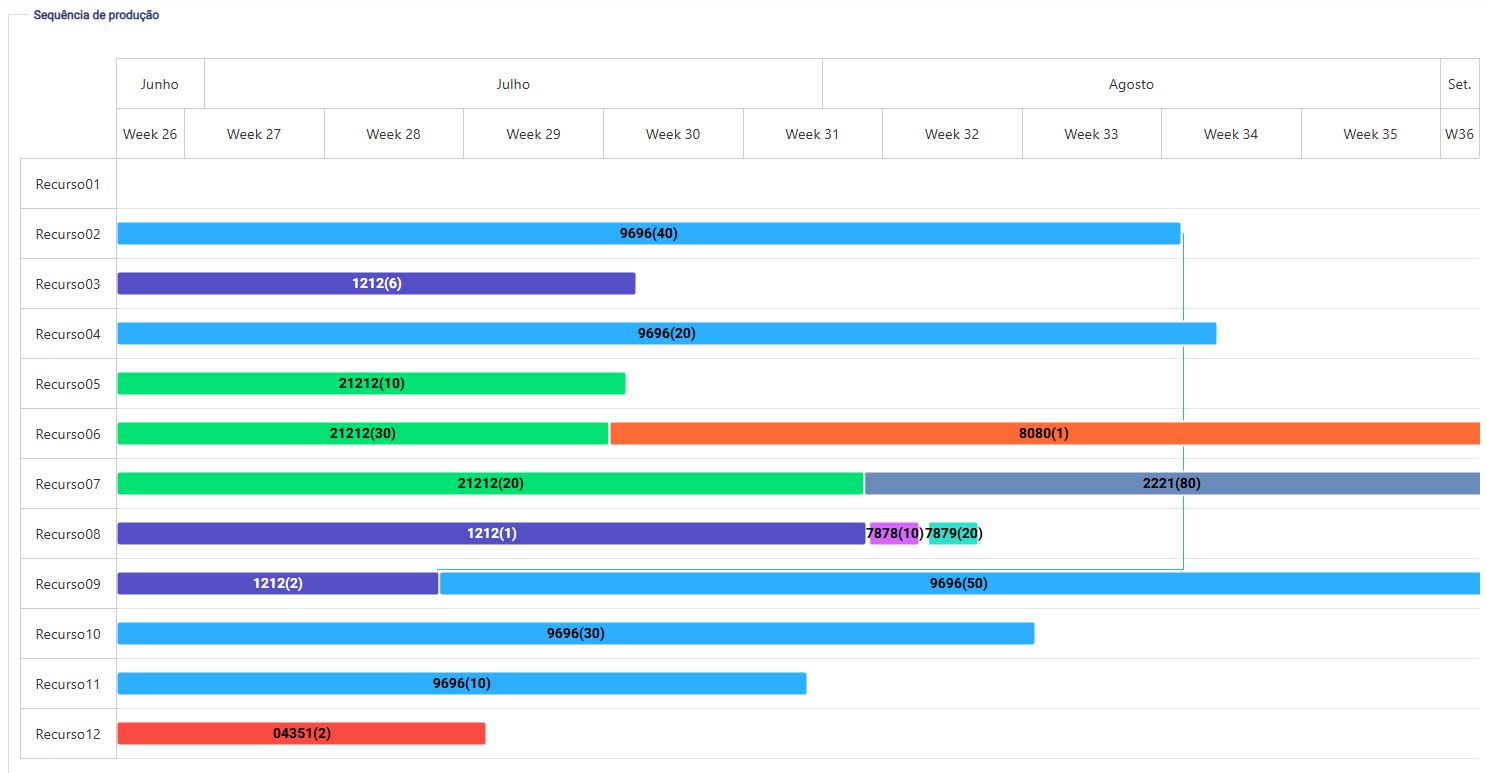 Sequência de produção
Junho Julho Agosto Set.
Week 26 Week 27 Week 28 Week 29 Week 30 Week 31 Week 32 Week 33 Week 34 Week 35 W36
Recurso01
Recurso02 9696(40)
Recurso03 1212(6)
Recurso04 9696(20)
Recurso05 21212(10)
Recurso06 21212(30) 8080(1)
Recurso07 21212(20) 2221(80)
Recurso08 1212(1) 7878(10) 7879(20)
Recurso09 1212(2) 9696(50)
Recurso10 9696(30)
Recurso11 9696(10)
Recurso12 04351(2)